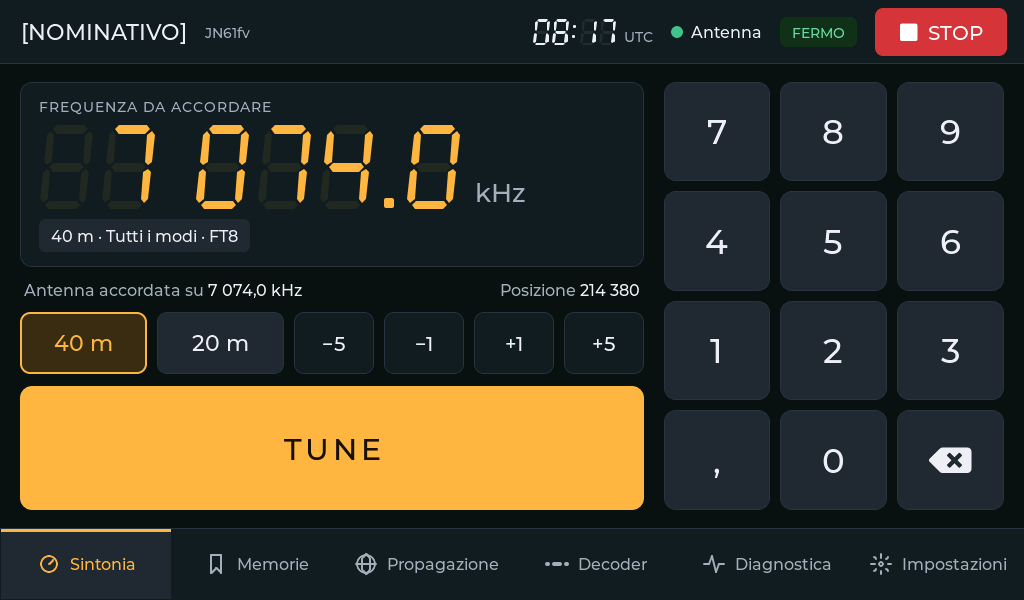 [NOMINATIVO] JN61fv 08:17 UTC Antenna FERMO STOP
FREQUENZA DA ACCORDARE
7 074.0 kHz
40 m · Tutti i modi · FT8
Antenna accordata su 7 074,0 kHz Posizione 214 380
40 m 20 m −5 −1 +1 +5
TUNE
7 8 9
4 5 6
1 2 3
, 0
Sintonia Memorie Propagazione Decoder Diagnostica Impostazioni